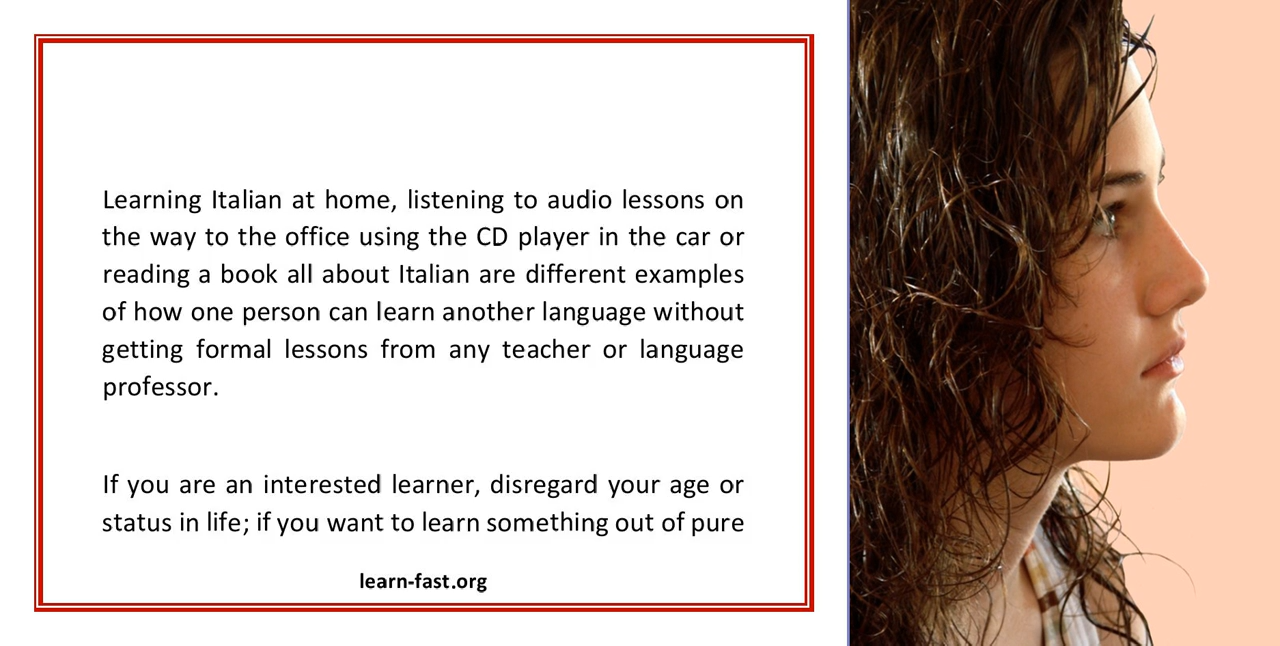 Learning Italian at home, listening to audio lessons on
the way to the office using the CD player in the car or
reading a book all about Italian are different examples
of how one person can learn another language without
getting formal lessons from any teacher or language
professor.
If you are an interested learner, disregard your age or
status in life; if you want to learn something out of pure
learn-fast.org